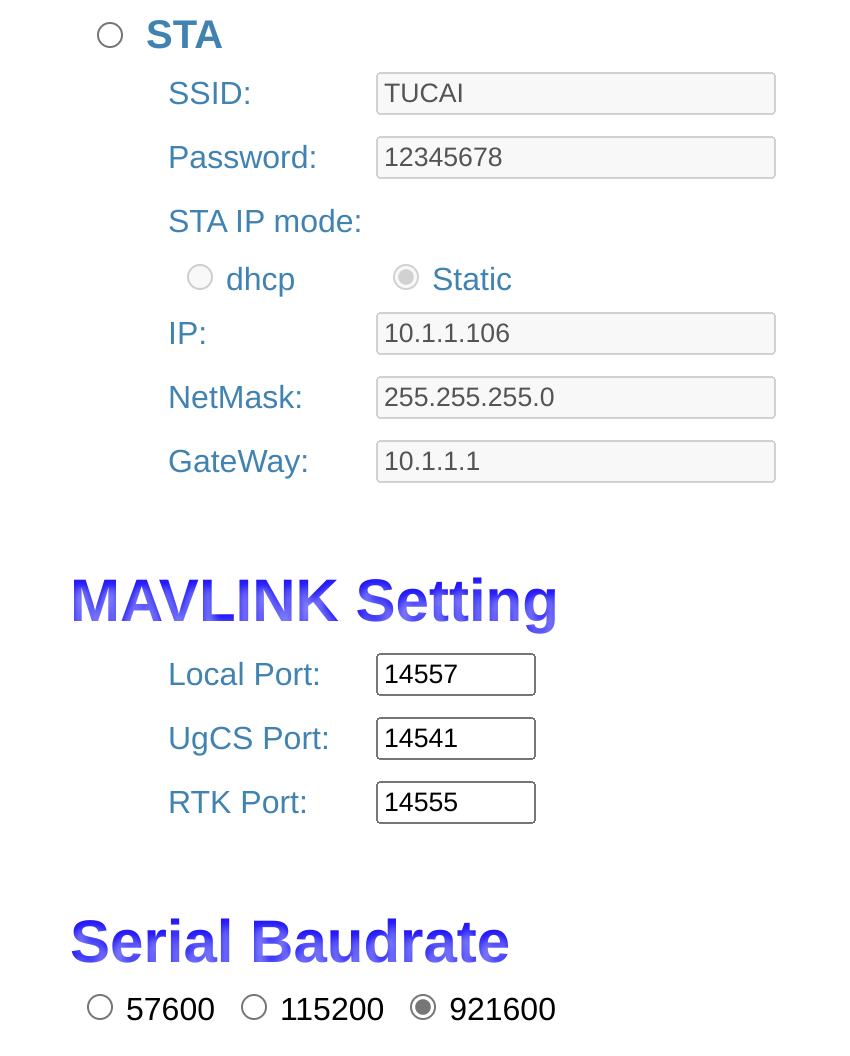 STA
SSID: TUCAI
Password: 12345678
STA IP mode:
dhcp Static
IP: 10.1.1.106
NetMask: 255.255.255.0
GateWay: 10.1.1.1
MAVLINK Setting
Local Port: 14557
UgCS Port: 14541
RTK Port: 14555
Serial Baudrate
57600 115200 921600